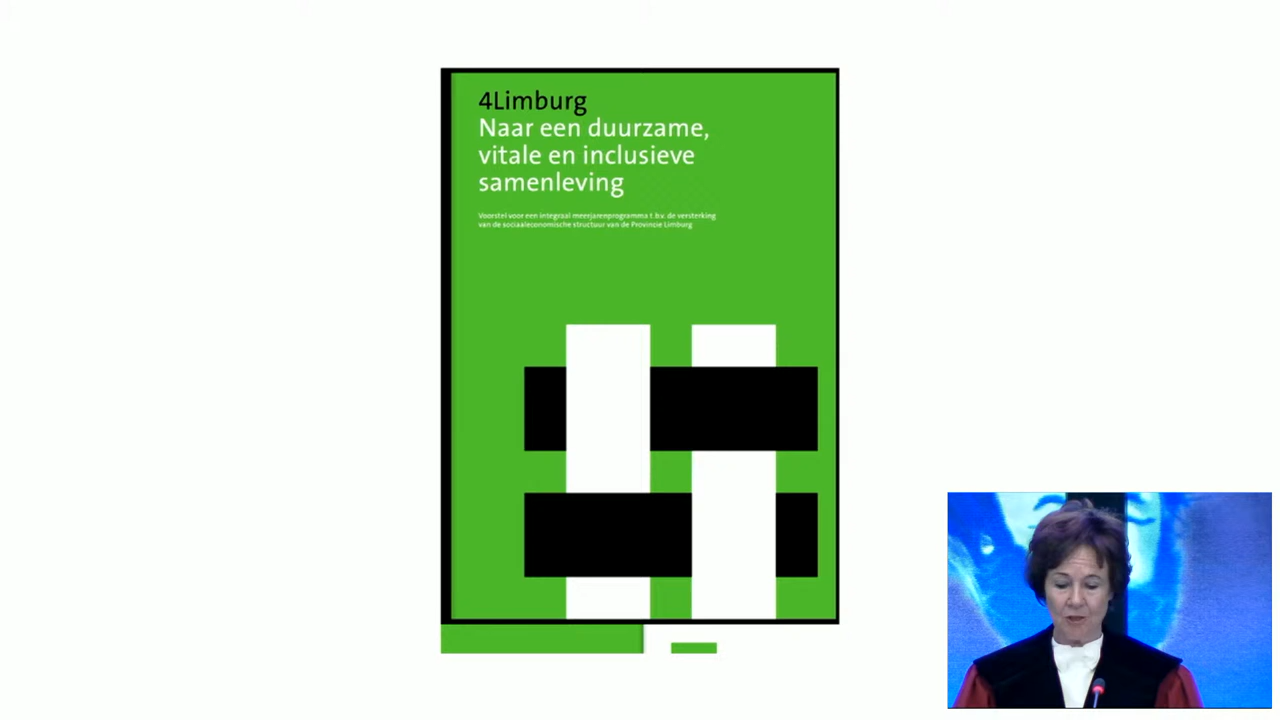 4Limburg
Naar een duurzame,
vitale en inclusieve
samenleving
Voorstel voor een integraal meerjarenprogramma t.b.v. de versterking
van de sociaaleconomische structuur van de Provincie Limburg